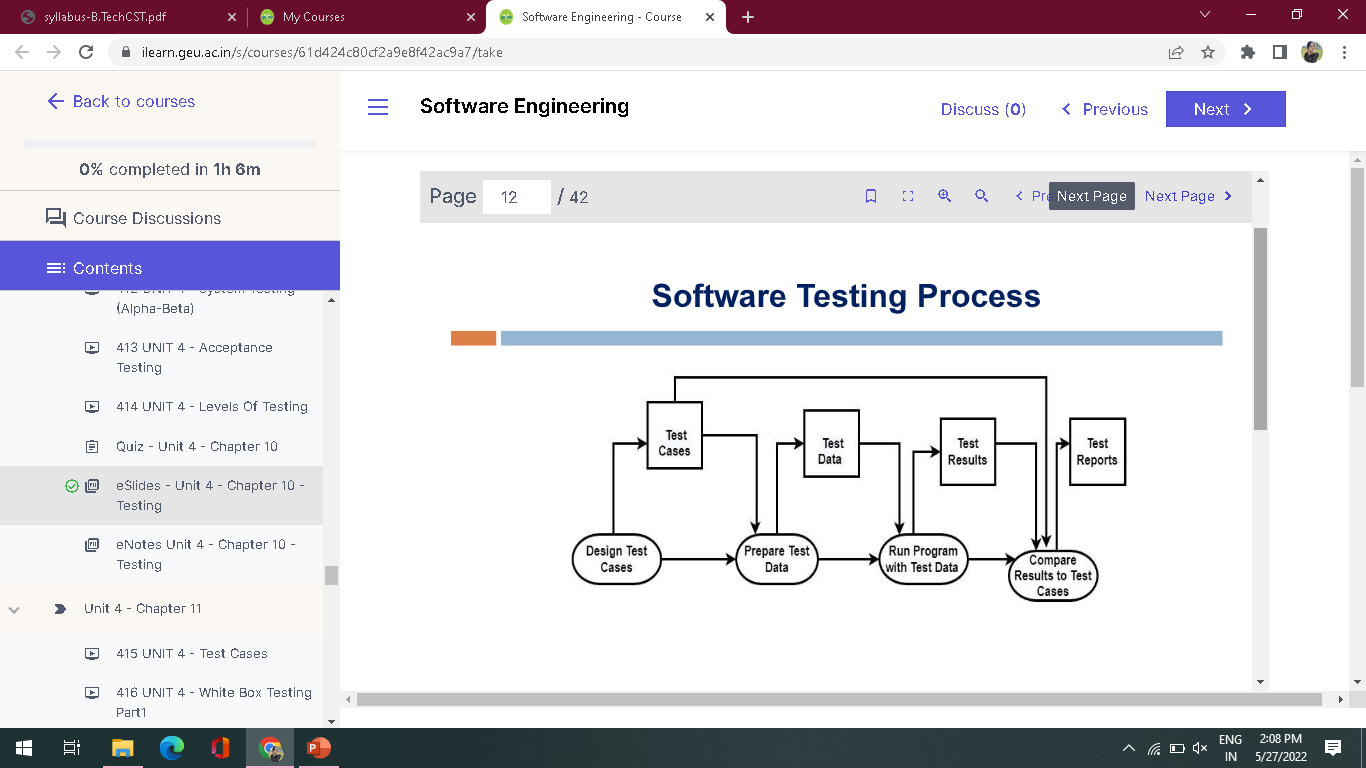 syllabus-B.TechCST.pdf
My Courses
Software Engineering - Course
ilearn.geu.ac.in/s/courses/61d424c80cf2a9e8f42ac9a7/take
Back to courses
0% completed in 1h 6m
Course Discussions
Contents
(Alpha-Beta)
413 UNIT 4 - Acceptance
Testing
414 UNIT 4 - Levels Of Testing
Quiz - Unit 4 - Chapter 10
eSlides - Unit 4 - Chapter 10 -
Testing
eNotes Unit 4 - Chapter 10 -
Testing
Unit 4 - Chapter 11
415 UNIT 4 - Test Cases
416 UNIT 4 - White Box Testing
Part1
Software Engineering
Discuss (0)
Previous
Next
Page 12 / 42
Next Page
Next Page
Software Testing Process
Test
Cases
Test
Data
Test
Results
Test
Reports
Design Test
Cases
Prepare Test
Data
Run Program
with Test Data
Compare
Results to Test
Cases
ENG
IN
2:08 PM
5/27/2022